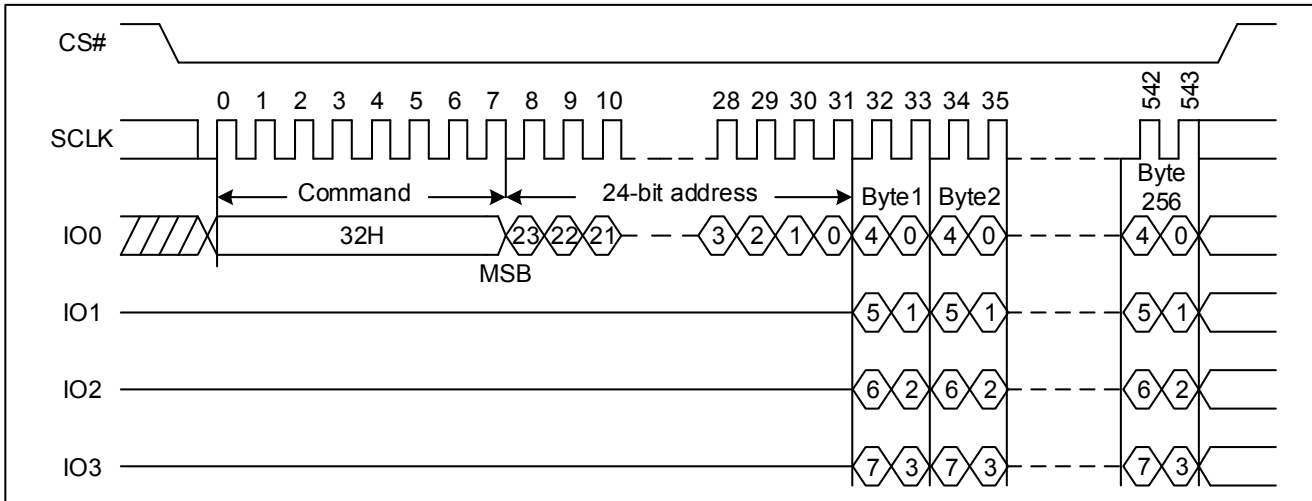 CS#
0 1 2 3 4 5 6 7 8 9 10 28 29 30 31 32 33 34 35 542 543
SCLK
Command 24-bit address Byte1 Byte2 Byte
256
IO0 32H 23 22 21 3 2 1 0 4 0 4 0 4 0
MSB
IO1 5 1 5 1 5 1
IO2 6 2 6 2 6 2
IO3 7 3 7 3 7 3